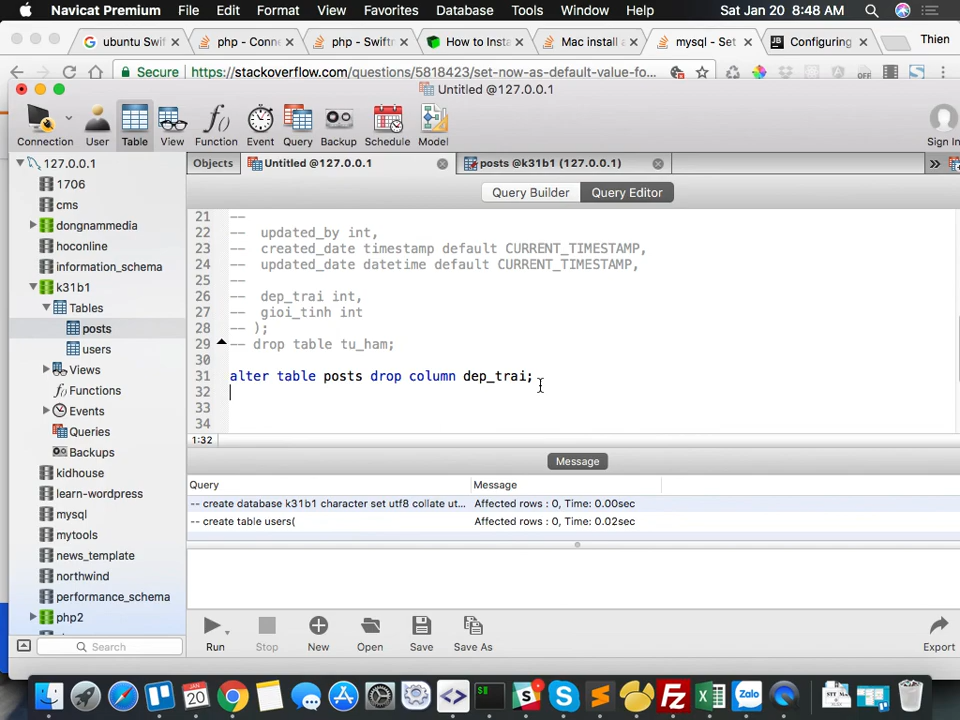 Navicat Premium File Edit Format View Favorites Database Tools Window Help Sat Jan 20 8:48 AM
ubuntu Swif php - Conne php - Swiftm How to Insta Mac install a mysql - Set Configuring Thien
Secure https://stackoverflow.com/questions/5818423/set-now-as-default-value-fo...
Untitled @127.0.0.1
Connection User Table View Function Event Query Backup Schedule Model Sign In
127.0.0.1
1706
cms
dongnammedia
hoconline
information_schema
k31b1
Tables
posts
users
Views
Functions
Events
Queries
Backups
kidhouse
learn-wordpress
mysql
mytools
news_template
northwind
performance_schema
php2
Search
Objects Untitled @127.0.0.1 posts @k31b1 (127.0.0.1) »
Query Builder Query Editor
21 --
22 -- updated_by int,
23 -- created_date timestamp default CURRENT_TIMESTAMP,
24 -- updated_date datetime default CURRENT_TIMESTAMP,
25 --
26 -- dep_trai int,
27 -- gioi_tinh int
28 -- );
29 -- drop table tu_ham;
30
31 alter table posts drop column dep_trai;
32
33
34
1:32
Message
Query Message
-- create database k31b1 character set utf8 collate ut... Affected rows : 0, Time: 0.00sec
-- create table users( Affected rows : 0, Time: 0.02sec
Run Stop New Open Save Save As Export